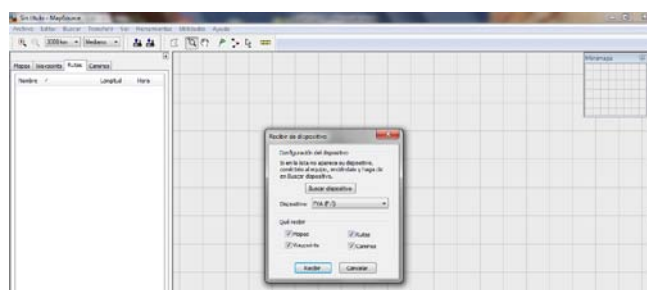 Sin título - MapSource
Archivo Editar Buscar Transferir Ver Herramientas Utilidades Ayuda
Mediano
Mapas Waypoints Rutas Caminos
Nombre Longitud Hora
Minimapa
Recibir de dispositivo
Configuración del dispositivo
Si en la lista no aparece su dispositivo,
conéctelo al equipo, enciéndalo y haga clic
en Buscar dispositivo.
Buscar dispositivo
Dispositivo:
Qué recibir
Mapas Rutas
Waypoints Caminos
Recibir Cancelar